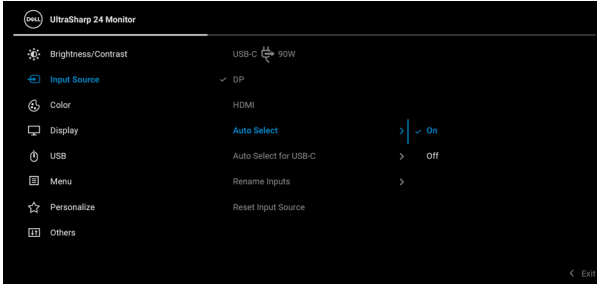 DELL UltraSharp 24 Monitor
Brightness/Contrast
USB-C 90W
Input Source
DP
Color
HDMI
Display
Auto Select
On
USB
Auto Select for USB-C
Off
Menu
Rename Inputs
Personalize
Reset Input Source
Others
Exit